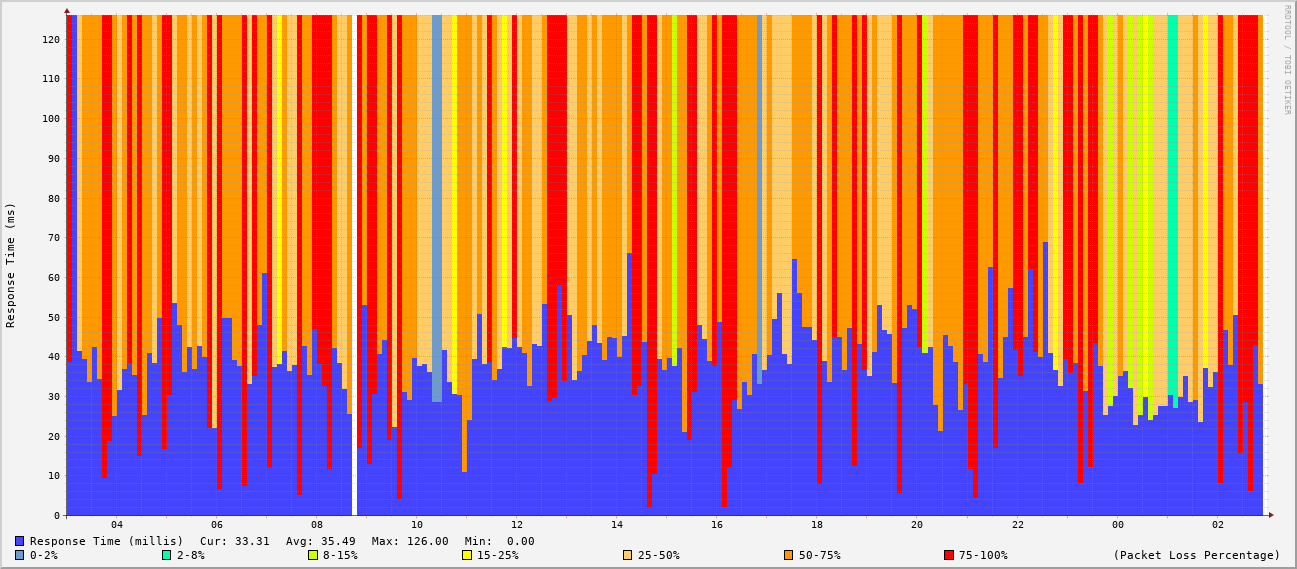 RRDTOOL / TOBI OETIKER
Response Time (ms)
120
110
100
90
80
70
60
50
40
30
20
10
0
04 06 08 10 12 14 16 18 20 22 00 02
Response Time (millis) Cur: 33.31 Avg: 35.49 Max: 126.00 Min: 0.00
0-2% 2-8% 8-15% 15-25% 25-50% 50-75% 75-100% (Packet Loss Percentage)